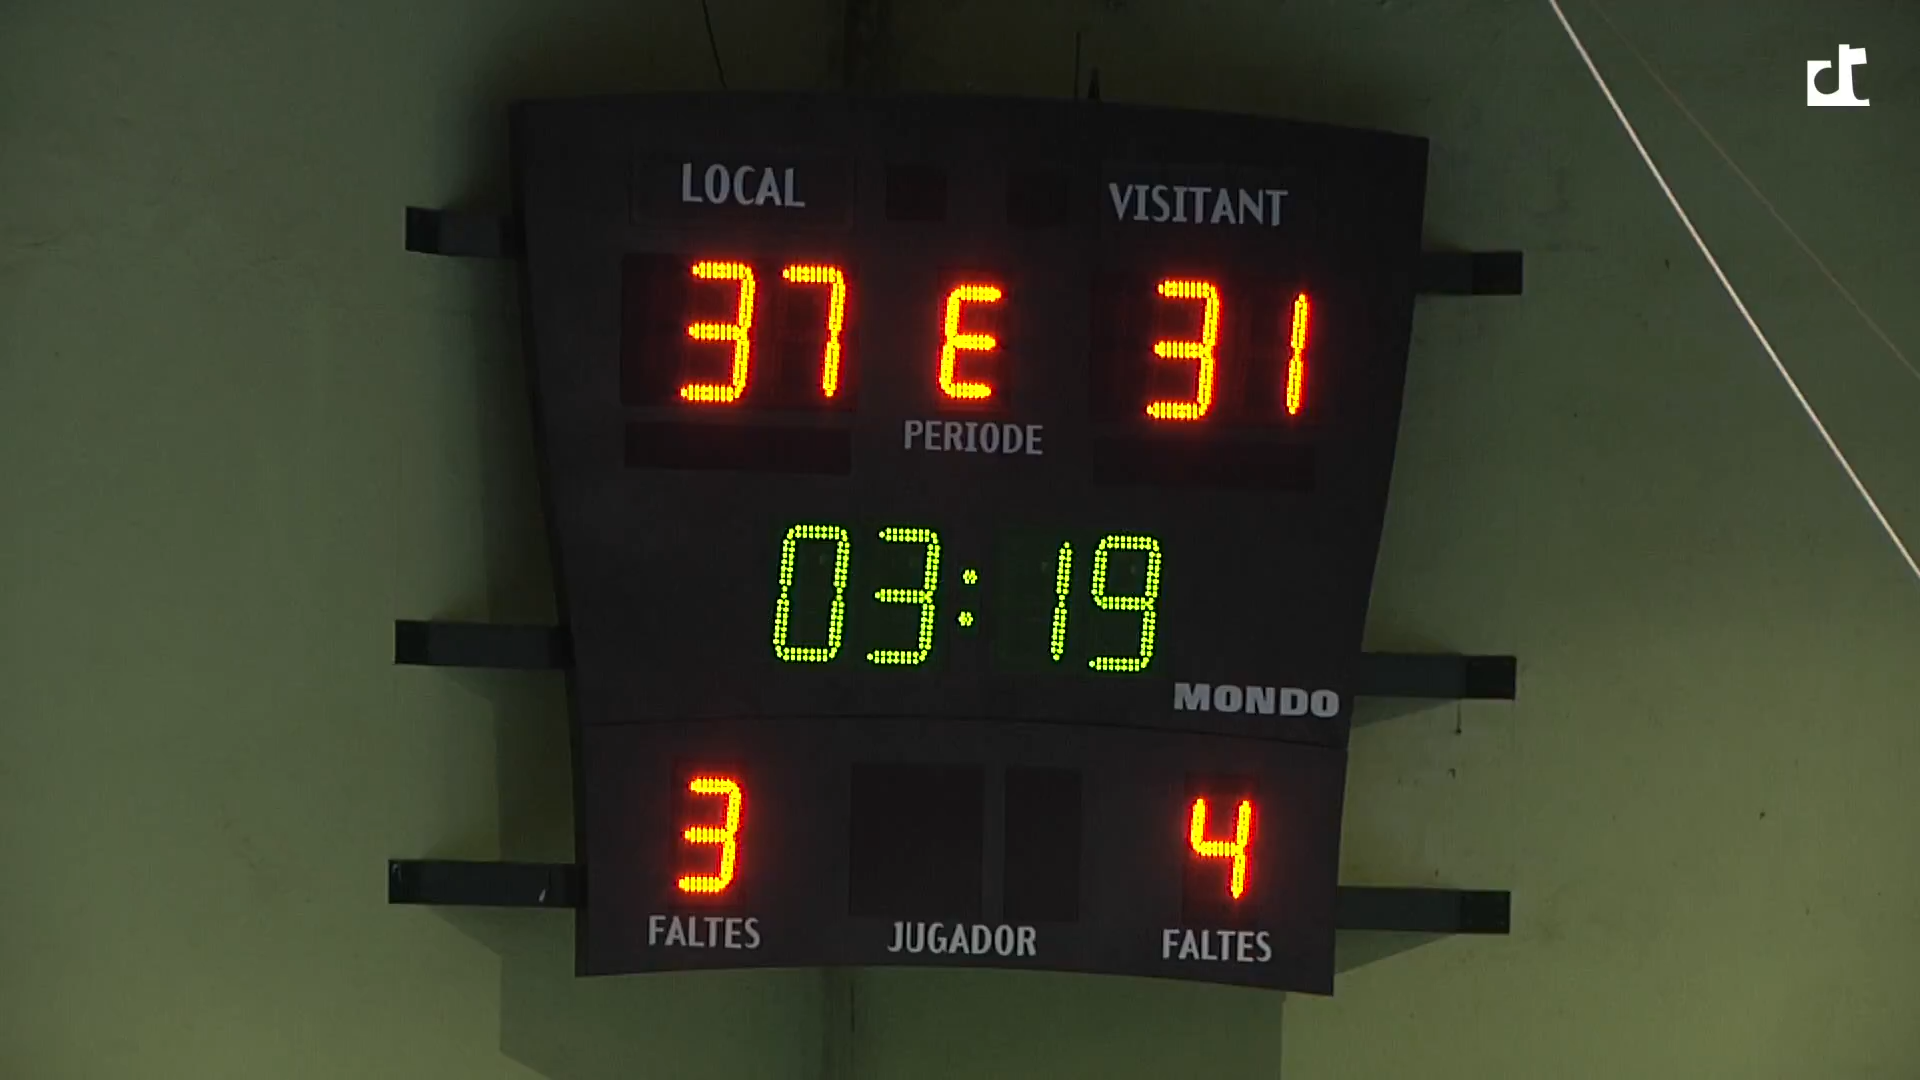 LOCAL VISITANT
37 E 31
PERIODE
03:19
MONDO
3 4
FALTES JUGADOR FALTES
dt